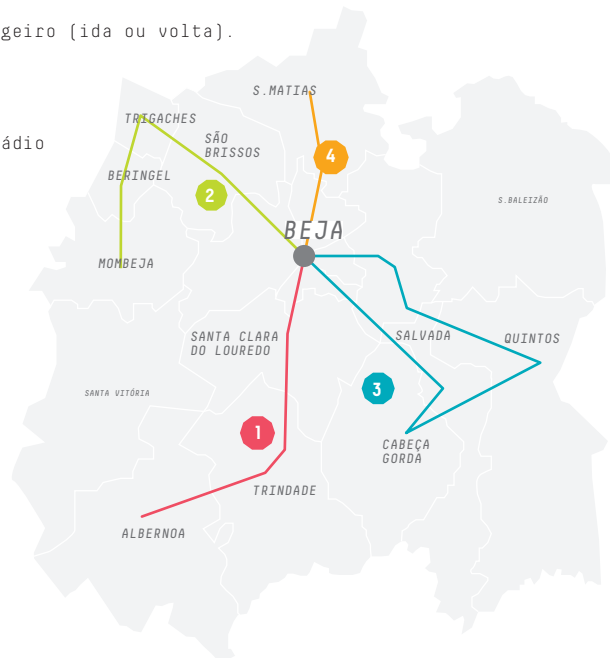 geiro (ida ou volta).
S.MATIAS
TRIGACHES
ádio
SÃO
BRISSOS
4
BERINGEL
2
S.BALEIZÃO
BEJA
MOMBEJA
SANTA CLARA
DO LOUREDO
SALVADA
QUINTOS
SANTA VITÓRIA
3
1
CABEÇA
GORDA
TRINDADE
ALBERNOA